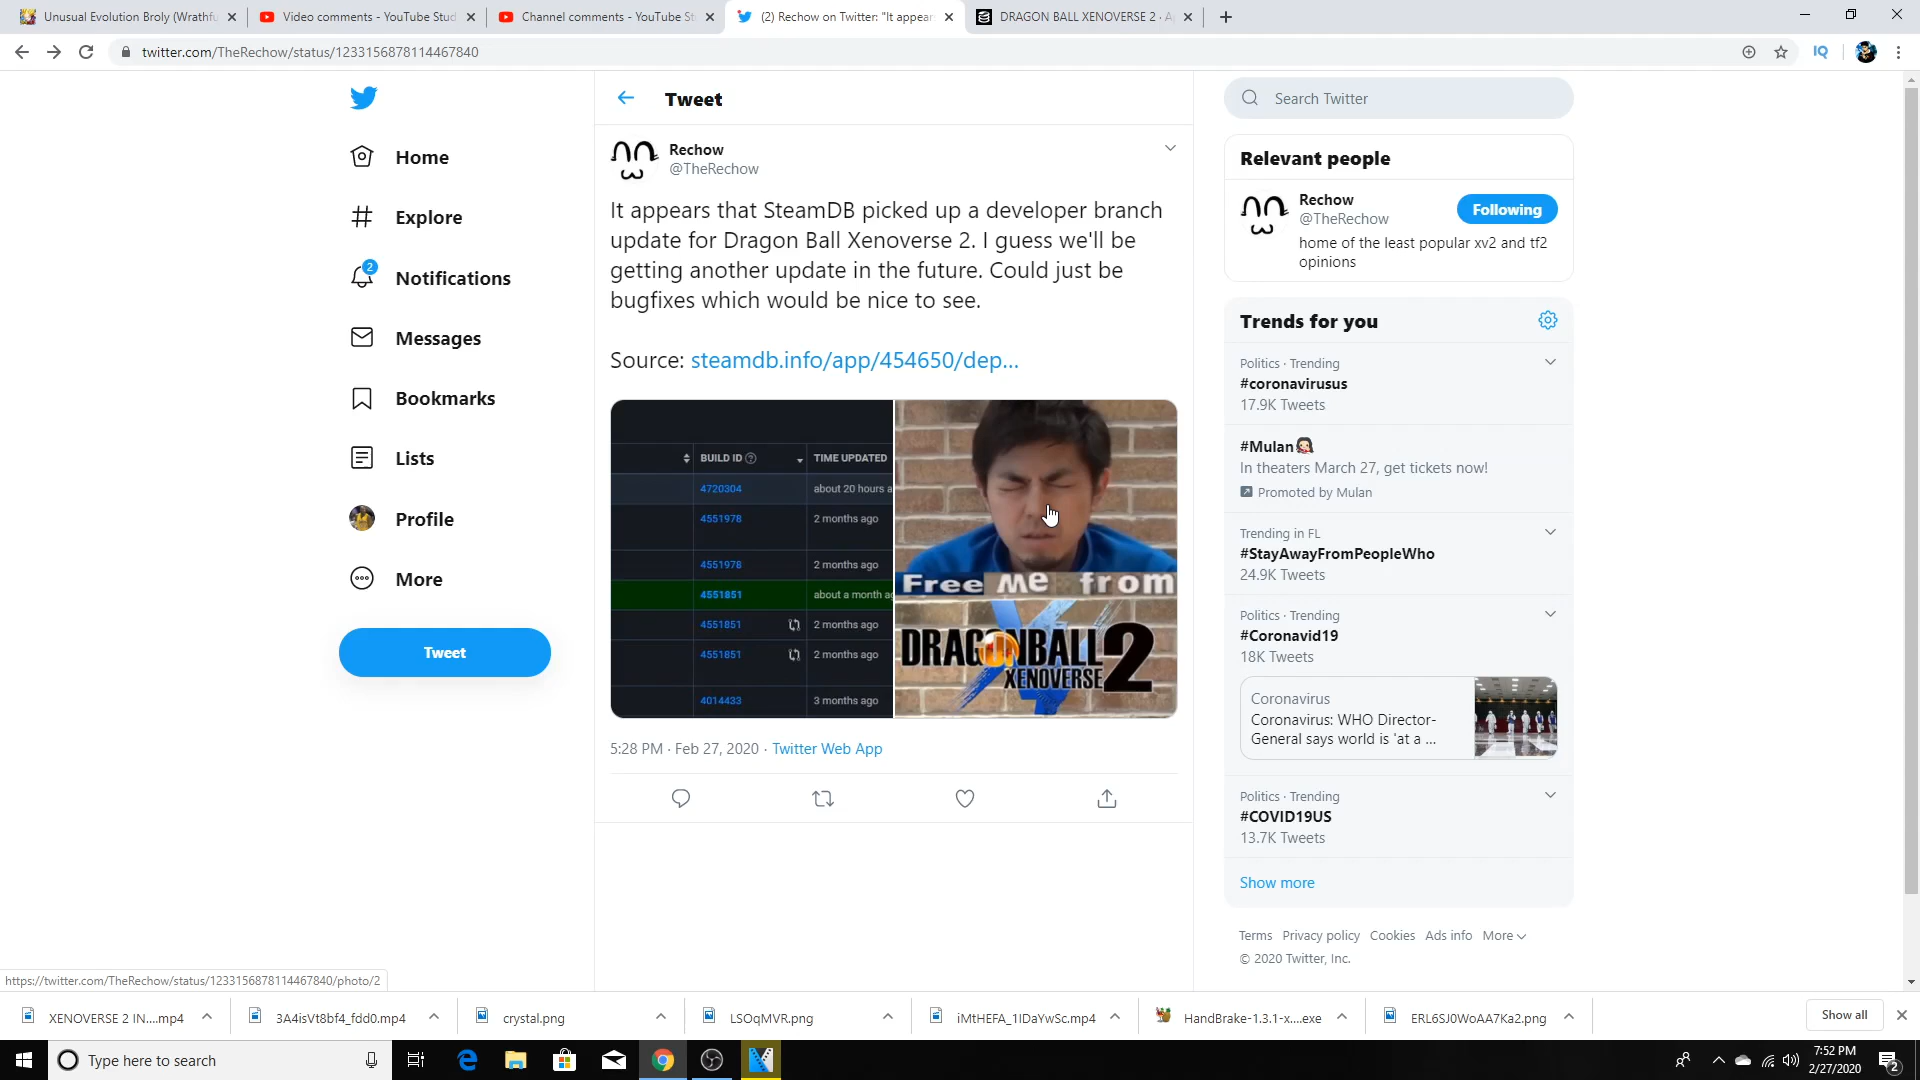 Unusual Evolution Broly (Wrathfu
Video comments - YouTube Stud
Channel comments - YouTube St
(2) Rechow on Twitter: "It appear
DRAGON BALL XENOVERSE 2 · A
twitter.com/TheRechow/status/1233156878114467840
IQ
Home
Explore
2
Notifications
Messages
Bookmarks
Lists
Profile
More
Tweet
Tweet
Rechow
@TheRechow
It appears that SteamDB picked up a developer branch
update for Dragon Ball Xenoverse 2. I guess we'll be
getting another update in the future. Could just be
bugfixes which would be nice to see.
Source: steamdb.info/app/454650/dep...
BUILD ID TIME UPDATED
4720304 about 20 hours a
4551978 2 months ago
4551978 2 months ago
4551851 about a month ag
4551851 2 months ago
4551851 2 months ago
4014433 3 months ago
Free me from
DRAGONBALL
XENOVERSE 2
5:28 PM · Feb 27, 2020 · Twitter Web App
Search Twitter
Relevant people
Rechow
@TheRechow
Following
home of the least popular xv2 and tf2
opinions
Trends for you
Politics · Trending
#coronavirusus
17.9K Tweets
#Mulan
In theaters March 27, get tickets now!
Promoted by Mulan
Trending in FL
#StayAwayFromPeopleWho
24.9K Tweets
Politics · Trending
#Coronavid19
18K Tweets
Coronavirus
Coronavirus: WHO Director-
General says world is 'at a ...
Politics · Trending
#COVID19US
13.7K Tweets
Show more
Terms Privacy policy Cookies Ads info More
© 2020 Twitter, Inc.
https://twitter.com/TheRechow/status/1233156878114467840/photo/2
XENOVERSE 2 IN....mp4
3A4isVt8bf4_fdd0.mp4
crystal.png
LSOqMVR.png
iMtHEFA_1IDaYwSc.mp4
HandBrake-1.3.1-x....exe
ERL6SJ0WoAA7Ka2.png
Show all
Type here to search
7:52 PM
2/27/2020
2